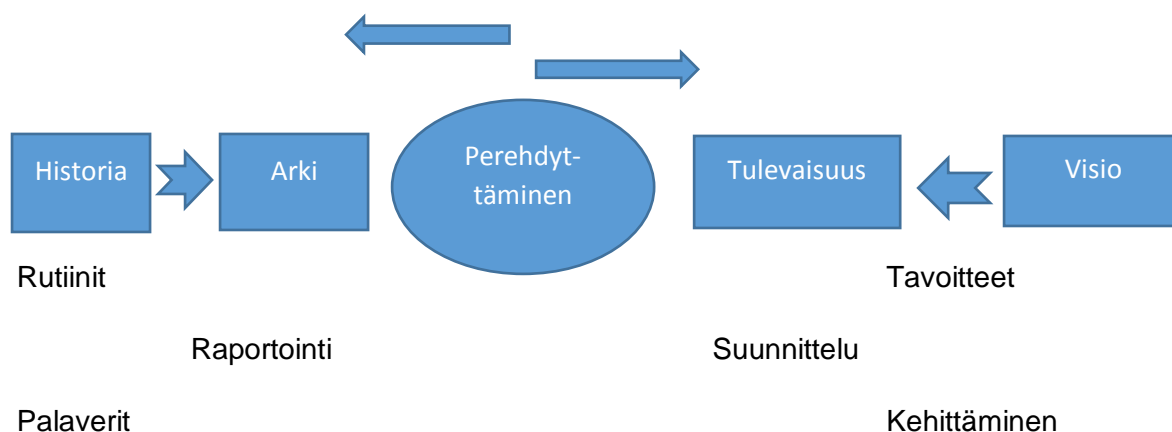 Historia
Arki
Perehdyt-
täminen
Tulevaisuus
Visio
Rutiinit
Tavoitteet
Raportointi
Suunnittelu
Palaverit
Kehittäminen